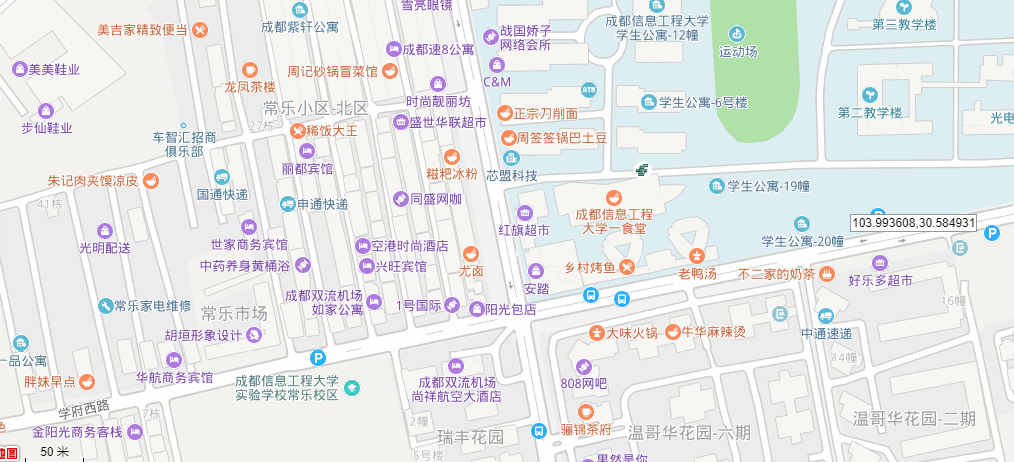 雪亮眼镜
成都紫轩公寓
美吉家精致便当
战国娇子
网络会所
成都信息工程大学
学生公寓-12幢
第三教学楼
运动场
成都速8公寓
美美鞋业
周记砂锅冒菜馆
C&M
龙凤茶楼
ATM
时尚靓丽坊
常乐小区-北区
学生公寓-6号楼
步仙鞋业
正宗刀削面
第二教学楼
光电
27栋
盛世华联超市
稀饭大王
车智汇招商
俱乐部
周签签锅巴土豆
丽都宾馆
糍粑冰粉
芯盟科技
朱记肉夹馍凉皮
国通快递
学生公寓-19幢
41栋
申通快递
同盛网咖
成都信息工程
大学一食堂
103.993608,30.584931
红旗超市
光明配送
世家商务宾馆
空港时尚酒店
学生公寓-20幢
中药养身黄桶浴
兴旺宾馆
尤卤
乡村烤鱼
老鸭汤
不二家的奶茶
好乐多超市
P
安踏
成都双流机场
如家公寓
1号国际
阳光包店
常乐家电维修
常乐市场
16幢
胡垣形象设计
大味火锅
牛华麻辣烫
中通速递
一品公寓
P
14幢
华航商务宾馆
胖妹早点
成都信息工程大学
实验学校常乐校区
成都双流机场
尚祥航空大酒店
808网吧
学府西路
7栋
2幢
骊锦茶府
温哥华花园-二期
色
金阳光商务客栈
瑞丰花园
温哥华花园-六期
5号楼
地图
50 米
果然是你